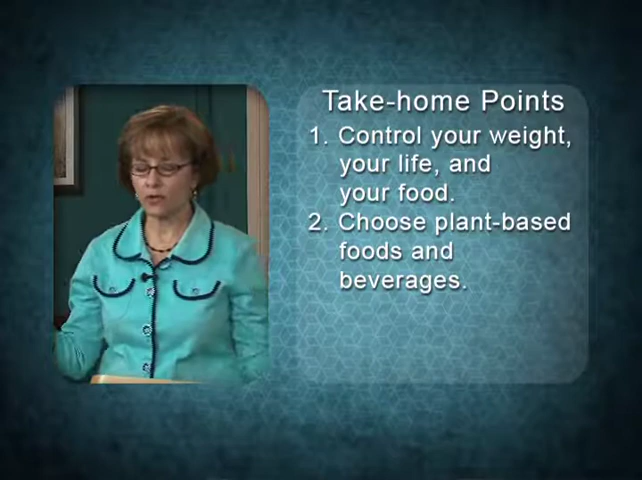 Take-home Points
1. Control your weight,
your life, and
your food.
2. Choose plant-based
foods and
beverages.